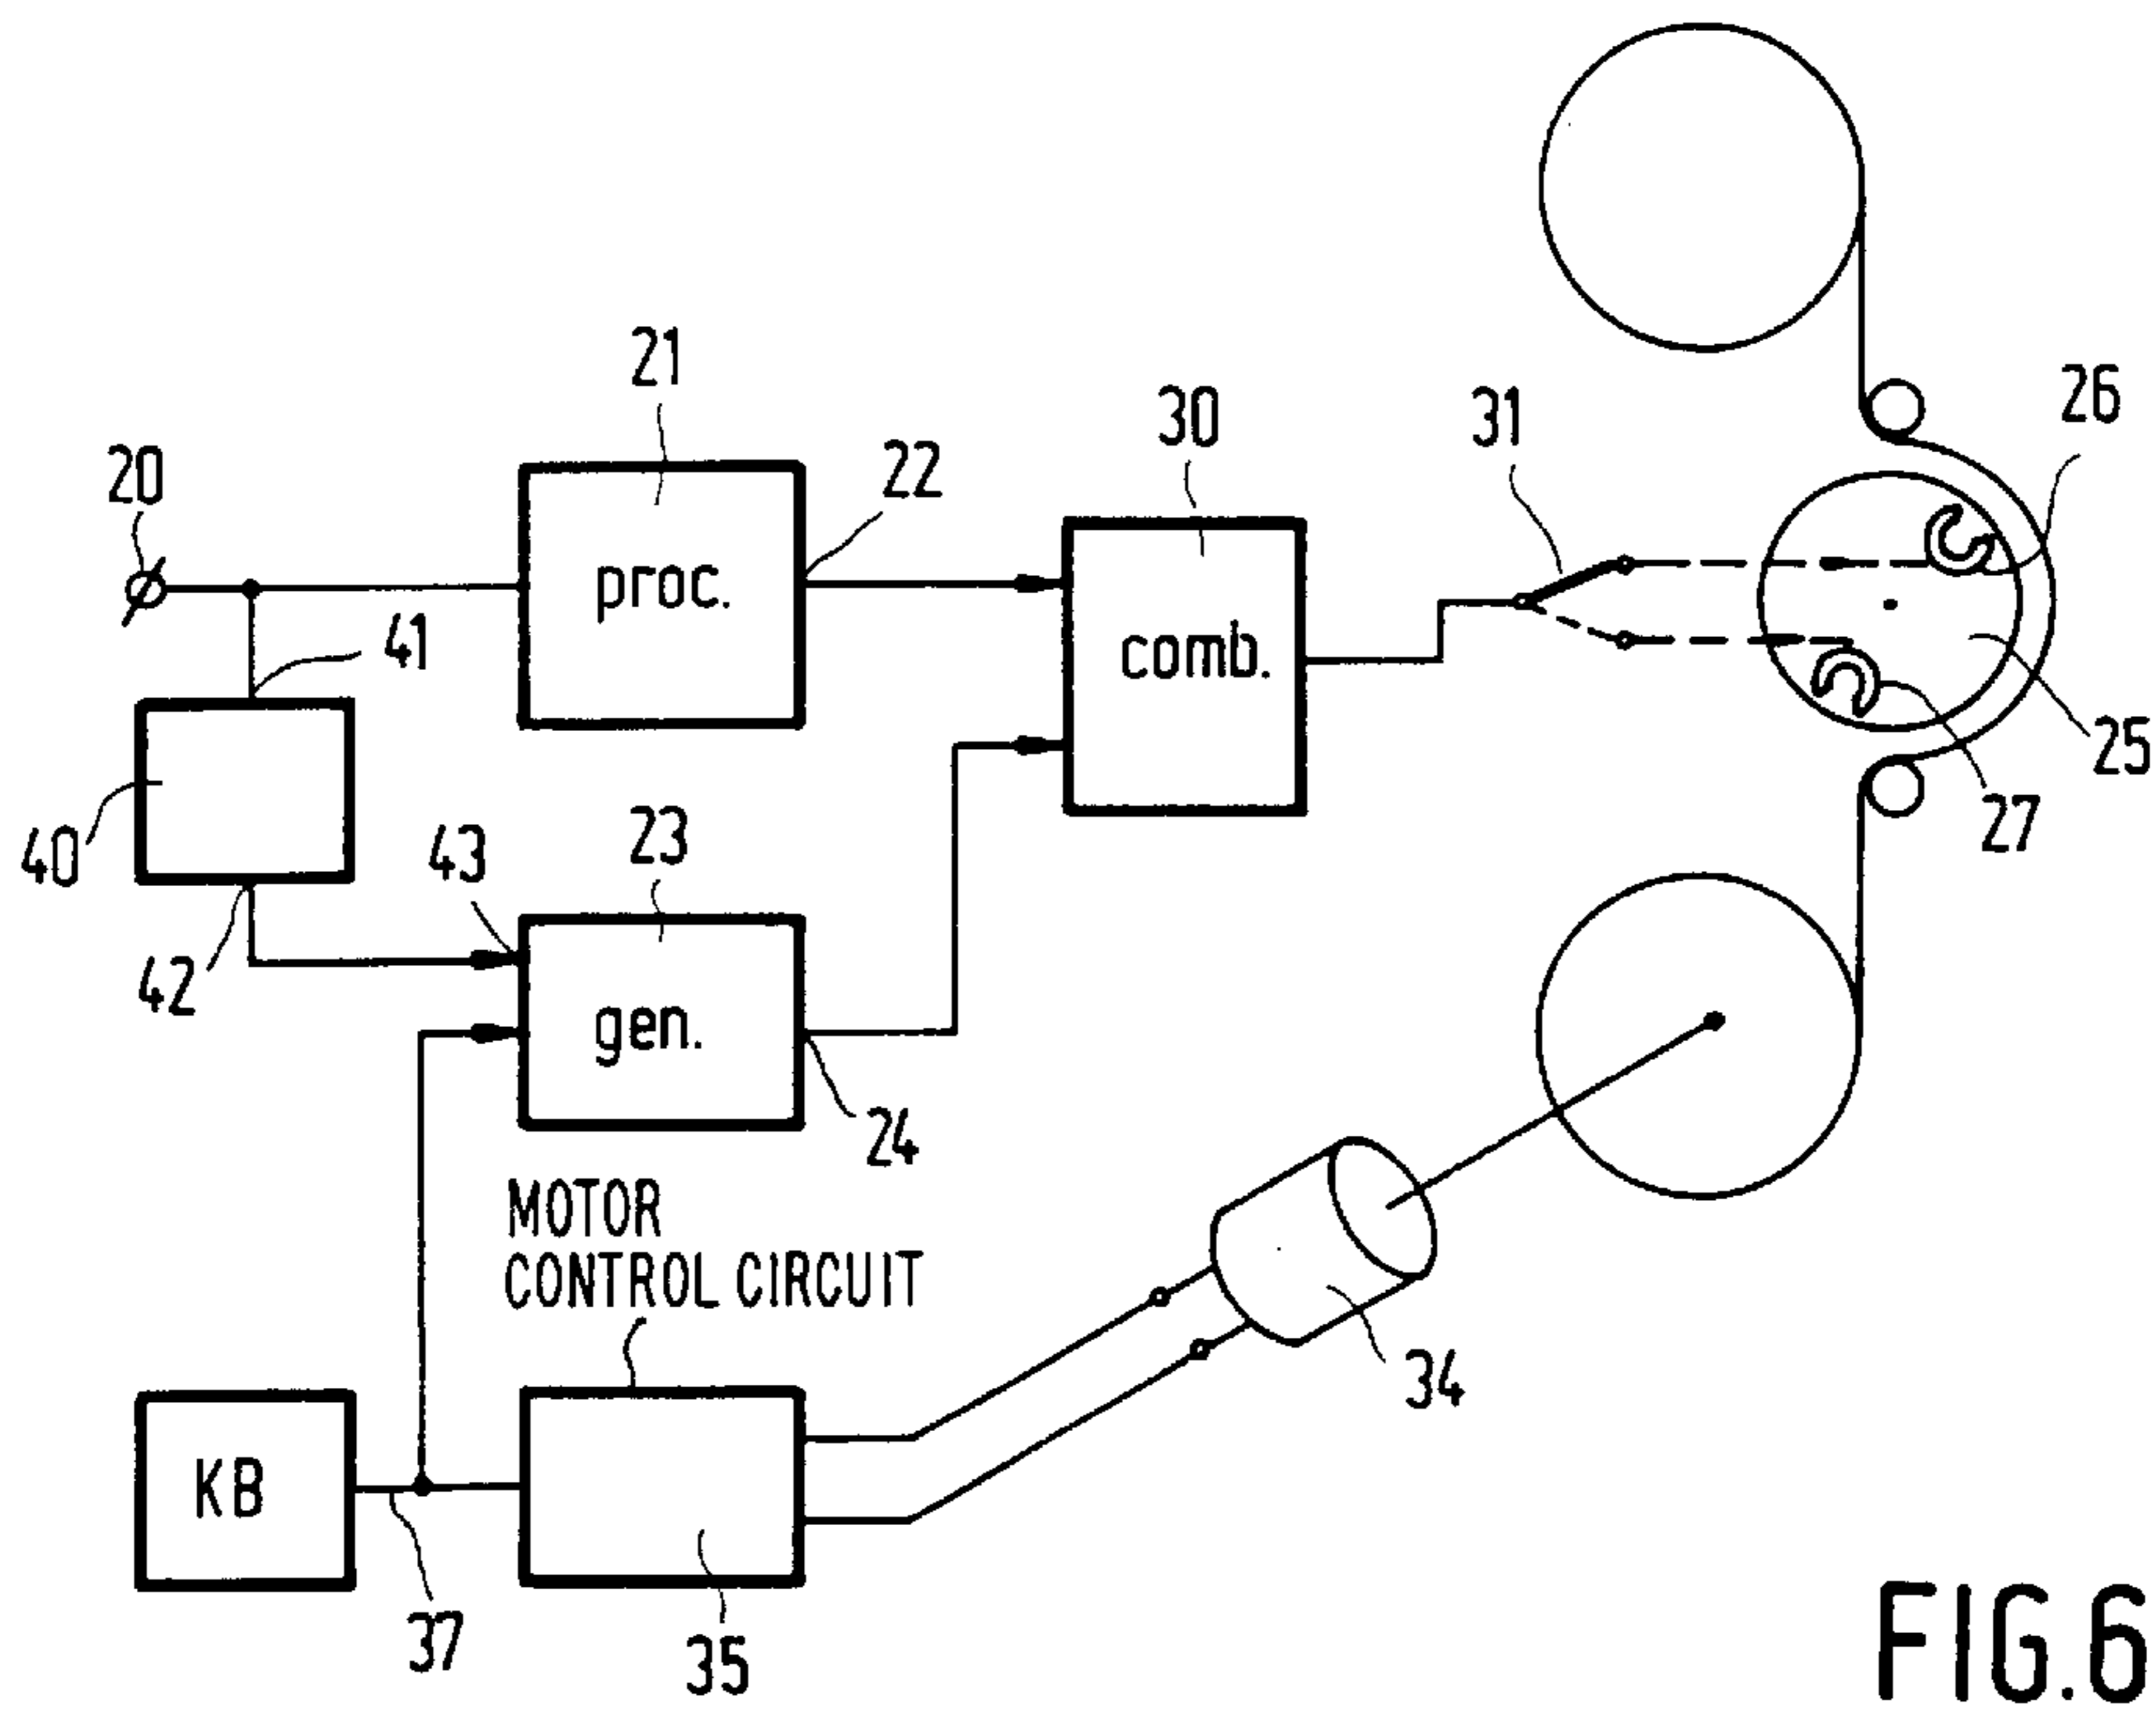 26
21
30
31
22
20
proc.
41
comb.
25
27
40
43
23
42
gen.
24
MOTOR
CONTROL CIRCUIT
34
KB
37
35
FIG.6